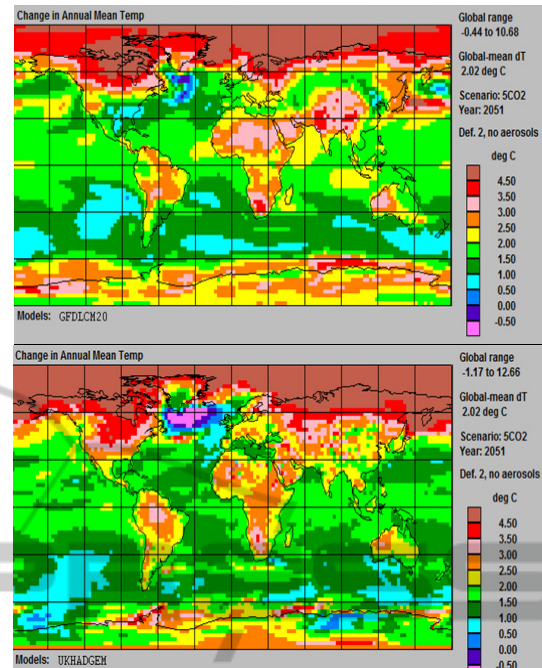 Change in Annual Mean Temp
Global range
-0.44 to 10.68
Global-mean dT
2.02 deg C
Scenario: 5CO2
Year: 2051
Def. 2, no aerosols
deg C
4.50
3.50
3.00
2.50
2.00
1.50
1.00
0.50
0.00
-0.50
Models: GFDLCM20
Change in Annual Mean Temp
Global range
-1.17 to 12.66
Global-mean dT
2.02 deg C
Scenario: 5CO2
Year: 2051
Def. 2, no aerosols
deg C
4.50
3.50
3.00
2.50
2.00
1.50
1.00
0.50
0.00
-0.50
Models: UKHADGEM